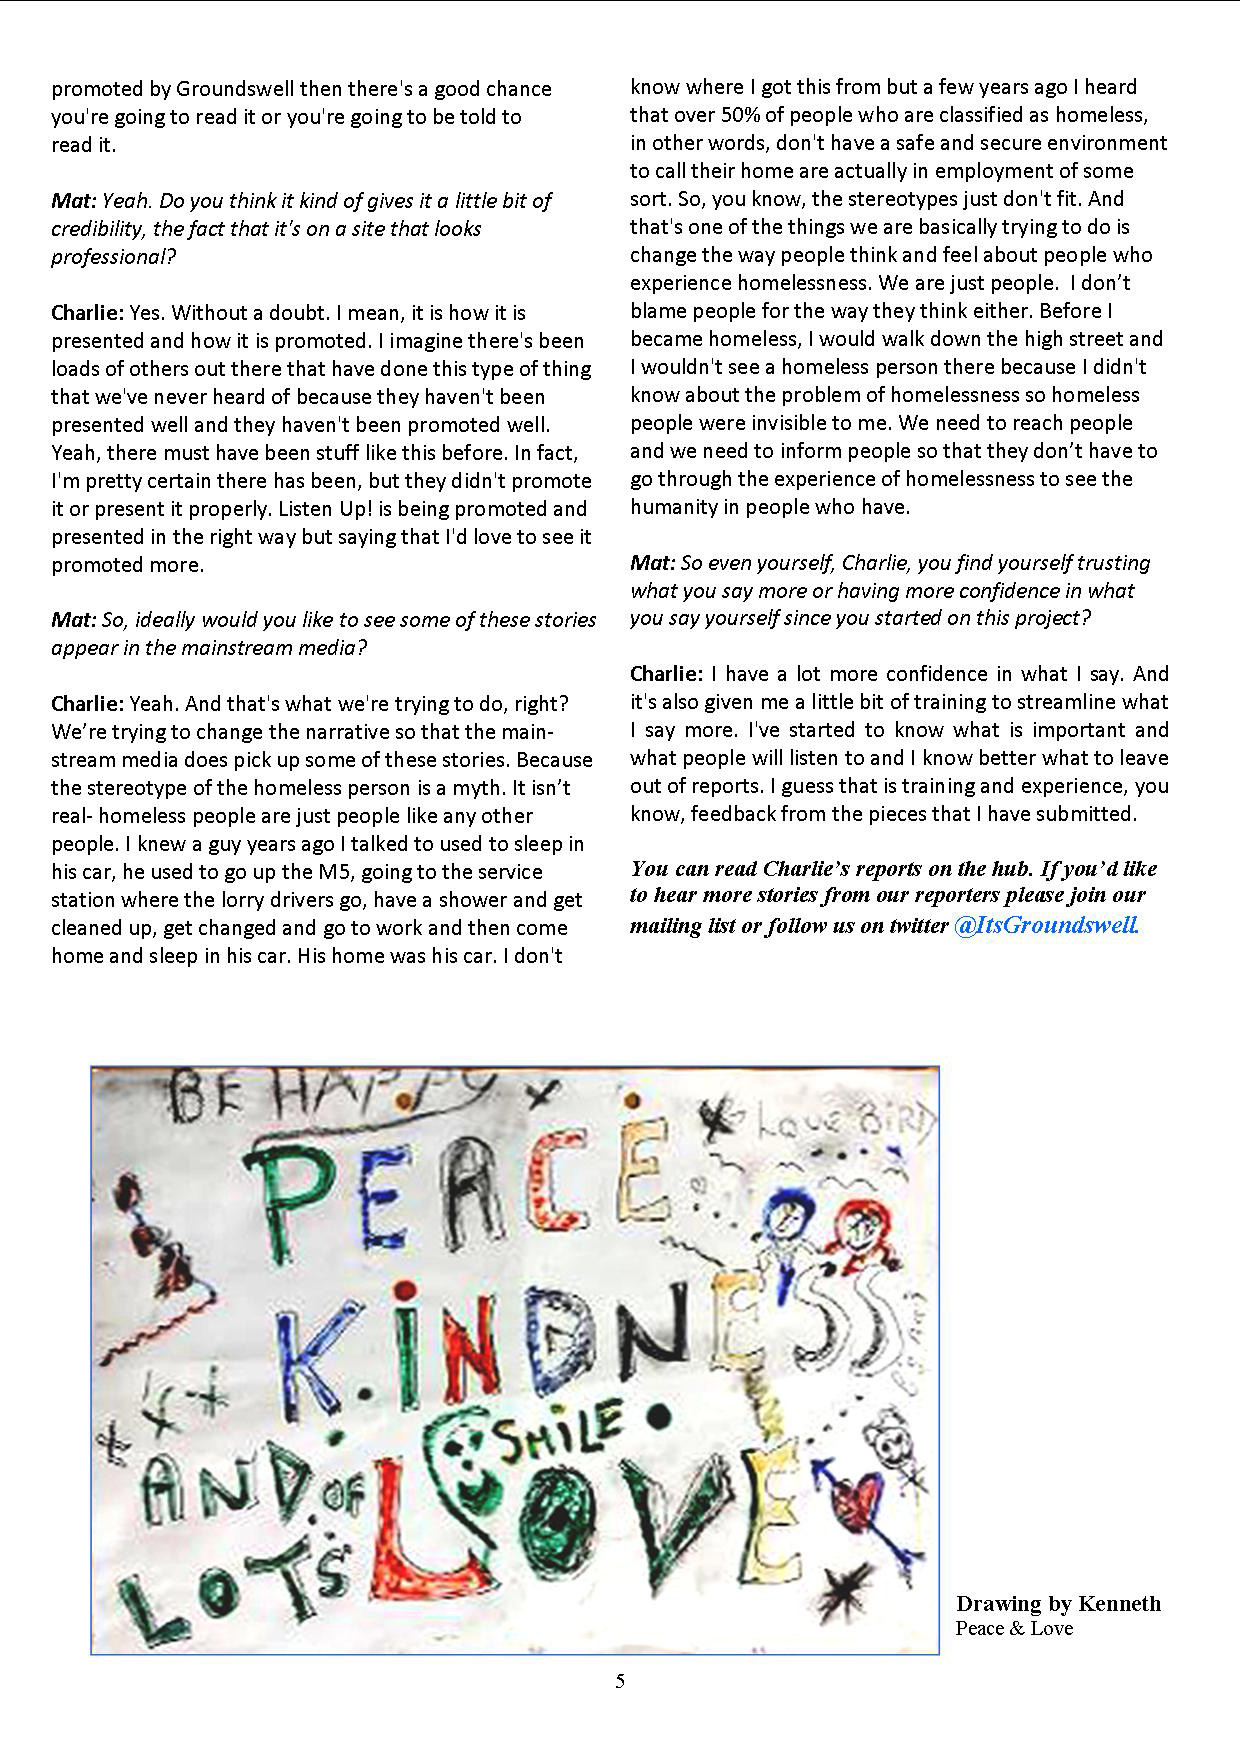 promoted by Groundswell then there's a good chance
you're going to read it or you're going to be told to
read it.
Mat: Yeah. Do you think it kind of gives it a little bit of
credibility, the fact that it's on a site that looks
professional?
Charlie: Yes. Without a doubt. I mean, it is how it is
presented and how it is promoted. I imagine there's been
loads of others out there that have done this type of thing
that we've never heard of because they haven't been
presented well and they haven't been promoted well.
Yeah, there must have been stuff like this before. In fact,
I'm pretty certain there has been, but they didn't promote
it or present it properly. Listen Up! is being promoted and
presented in the right way but saying that I'd love to see it
promoted more.
Mat: So, ideally would you like to see some of these stories
appear in the mainstream media?
Charlie: Yeah. And that's what we're trying to do, right?
We’re trying to change the narrative so that the main-
stream media does pick up some of these stories. Because
the stereotype of the homeless person is a myth. It isn’t
real- homeless people are just people like any other
people. I knew a guy years ago I talked to used to sleep in
his car, he used to go up the M5, going to the service
station where the lorry drivers go, have a shower and get
cleaned up, get changed and go to work and then come
home and sleep in his car. His home was his car. I don't
know where I got this from but a few years ago I heard
that over 50% of people who are classified as homeless,
in other words, don't have a safe and secure environment
to call their home are actually in employment of some
sort. So, you know, the stereotypes just don't fit. And
that's one of the things we are basically trying to do is
change the way people think and feel about people who
experience homelessness. We are just people.  I don’t
blame people for the way they think either. Before I
became homeless, I would walk down the high street and
I wouldn't see a homeless person there because I didn't
know about the problem of homelessness so homeless
people were invisible to me. We need to reach people
and we need to inform people so that they don’t have to
go through the experience of homelessness to see the
humanity in people who have.
Mat: So even yourself, Charlie, you find yourself trusting
what you say more or having more confidence in what
you say yourself since you started on this project?
Charlie: I have a lot more confidence in what I say. And
it's also given me a little bit of training to streamline what
I say more. I've started to know what is important and
what people will listen to and I know better what to leave
out of reports. I guess that is training and experience, you
know, feedback from the pieces that I have submitted.
You can read Charlie’s reports on the hub. If you’d like
to hear more stories from our reporters please join our
mailing list or follow us on twitter @ItsGroundswell.
BE HAPPY
LOVE BIRD
PEACE
KiNDNESS
SMiLE
AND OF
LOTS LOVE
Drawing by Kenneth
Peace & Love
5